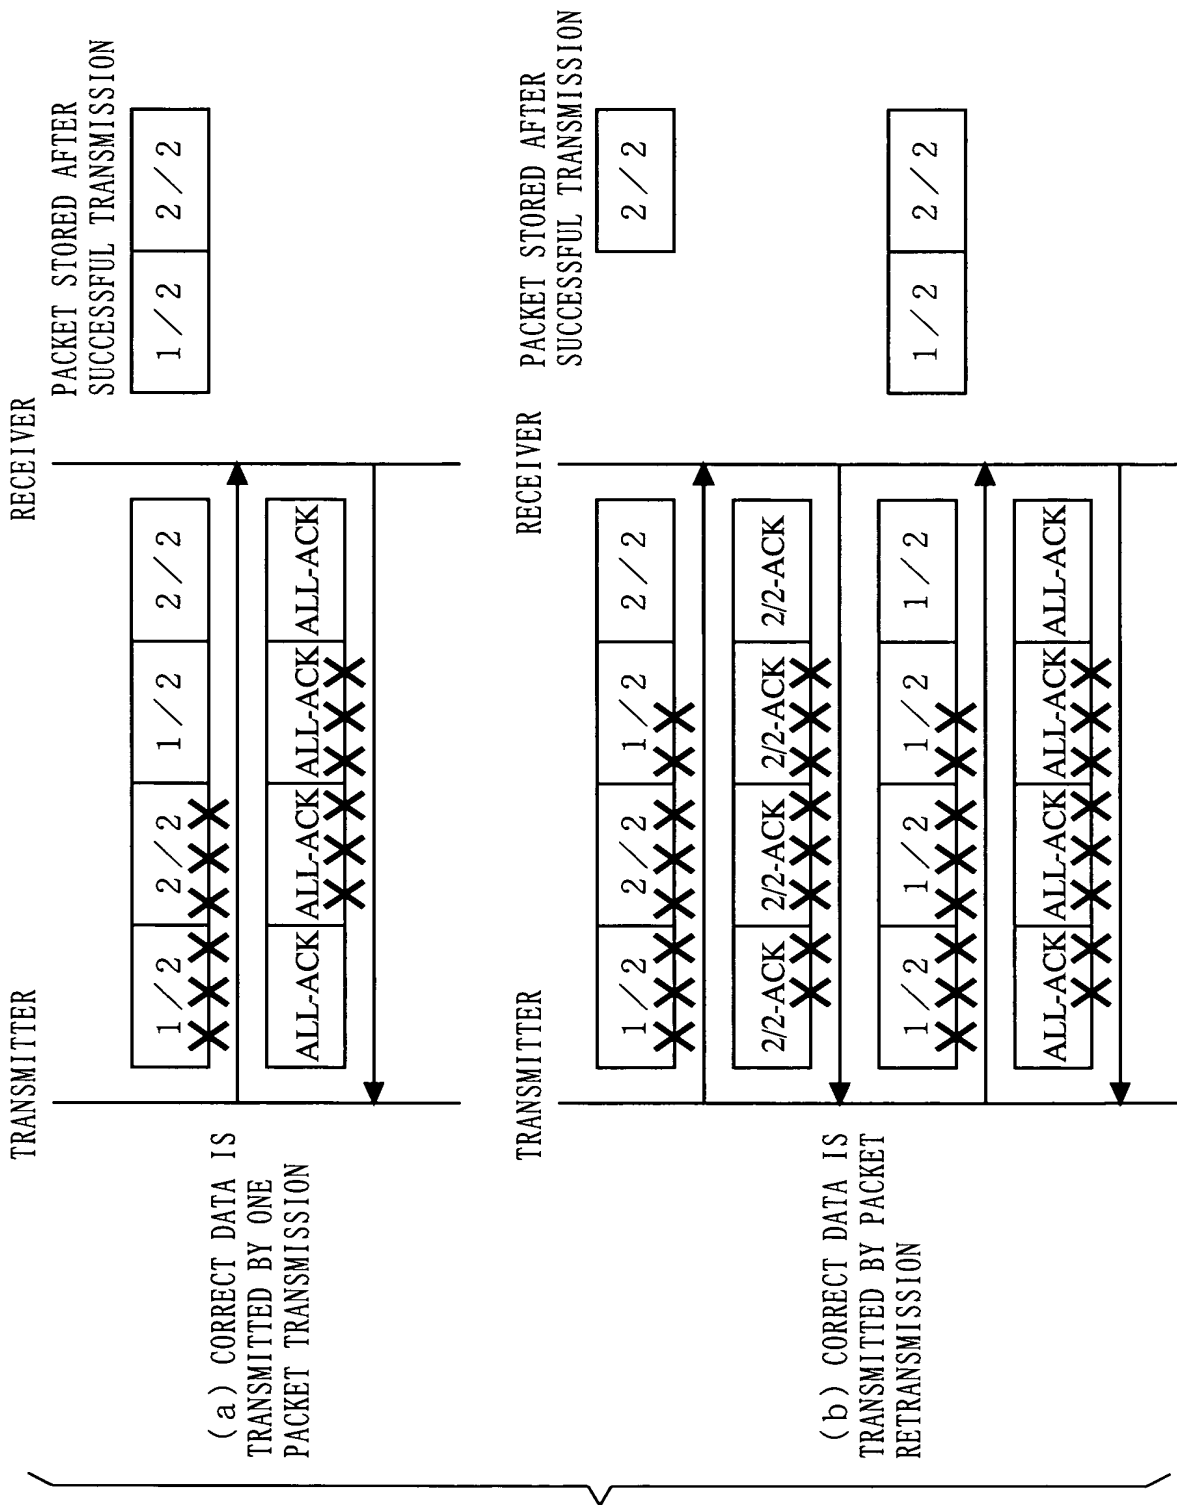 (a) CORRECT DATA IS
TRANSMITTED BY ONE
PACKET TRANSMISSION
TRANSMITTER
RECEIVER
PACKET STORED AFTER
SUCCESSFUL TRANSMISSION
1/2 2/2 1/2 2/2
1/2 2/2
ALL-ACK ALL-ACK ALL-ACK ALL-ACK
(b) CORRECT DATA IS
TRANSMITTED BY PACKET
RETRANSMISSION
TRANSMITTER
RECEIVER
PACKET STORED AFTER
SUCCESSFUL TRANSMISSION
1/2 2/2 1/2 2/2
2/2
2/2-ACK 2/2-ACK 2/2-ACK 2/2-ACK
1/2 1/2 1/2 1/2
1/2 2/2
ALL-ACK ALL-ACK ALL-ACK ALL-ACK